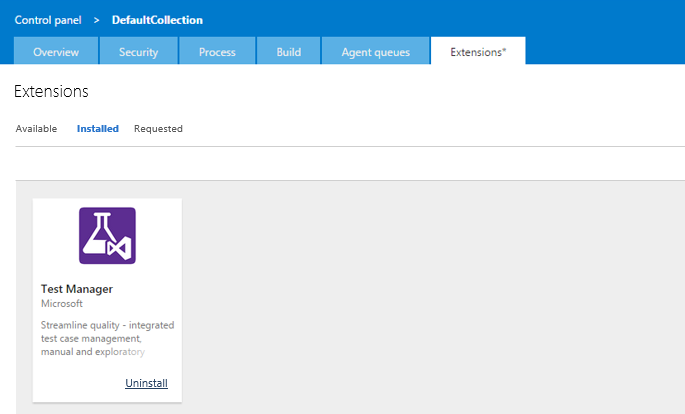 Control panel > DefaultCollection
Overview Security Process Build Agent queues Extensions*
Extensions
Available Installed Requested
Test Manager
Microsoft
Streamline quality - integrated
test case management,
manual and exploratory
Uninstall